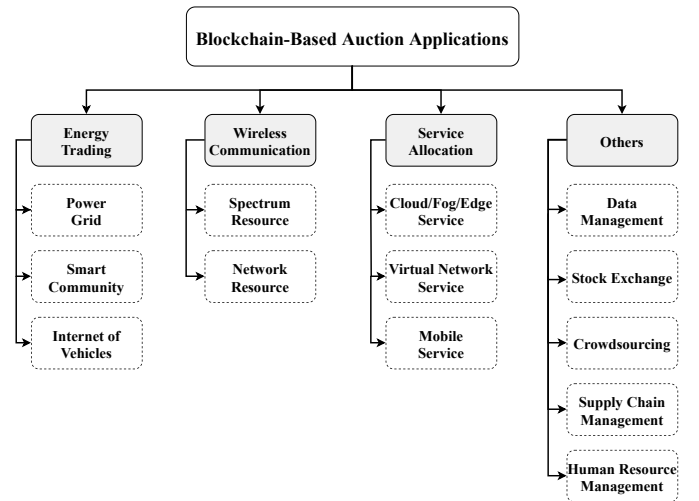 Blockchain-Based Auction Applications
Energy
Trading
Wireless
Communication
Service
Allocation
Others
Power
Grid
Spectrum
Resource
Cloud/Fog/Edge
Service
Data
Management
Smart
Community
Network
Resource
Virtual Network
Service
Stock Exchange
Internet of
Vehicles
Mobile
Service
Crowdsourcing
Supply Chain
Management
Human Resource
Management